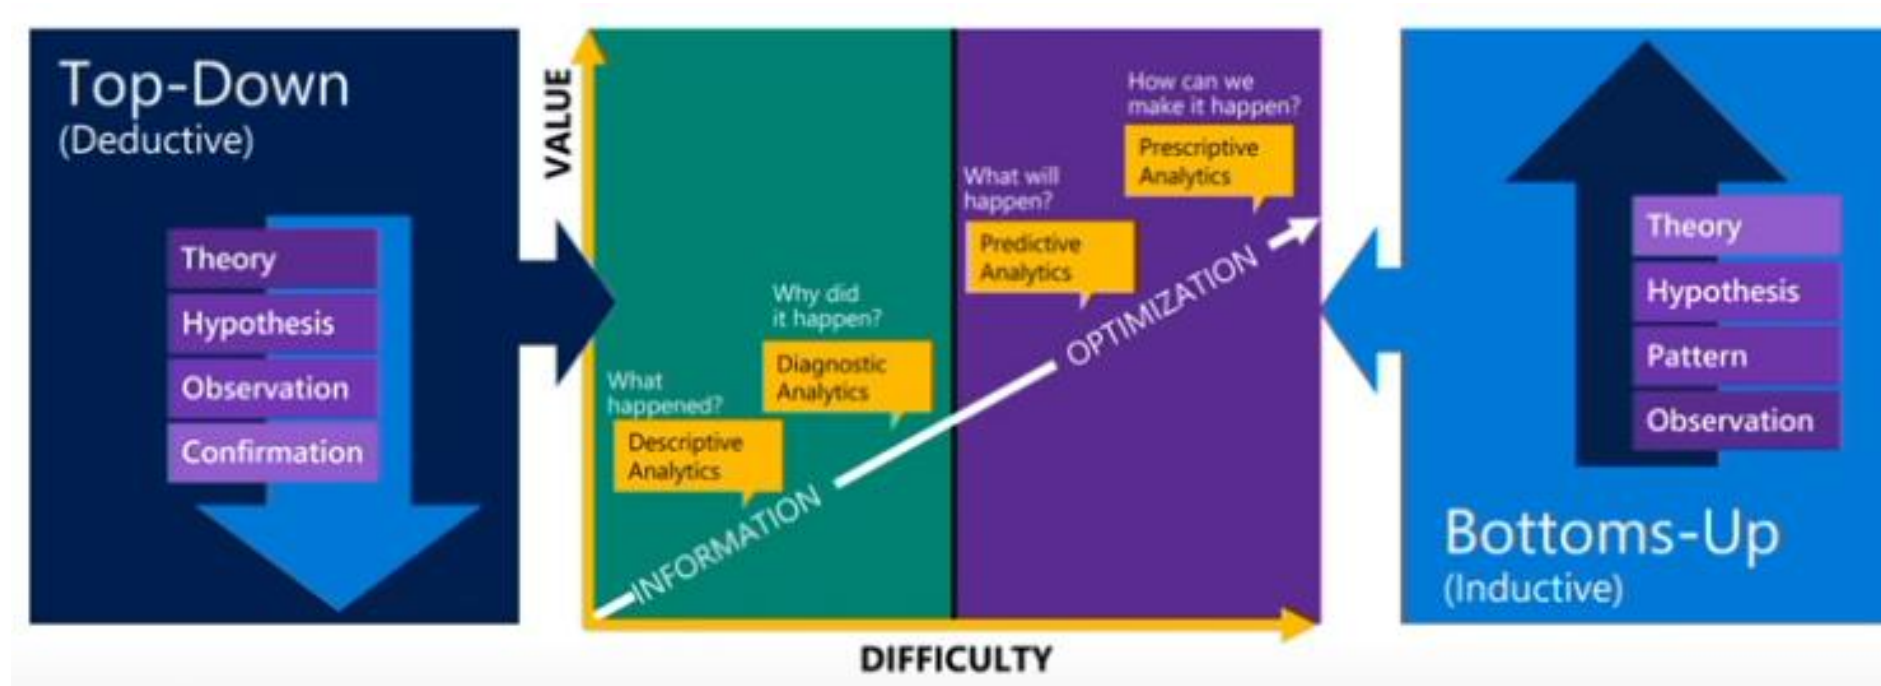 Top-Down
(Deductive)
Theory
Hypothesis
Observation
Confirmation
VALUE
What
happened?
Descriptive
Analytics
Why did
it happen?
Diagnostic
Analytics
What will
happen?
Predictive
Analytics
How can we
make it happen?
Prescriptive
Analytics
INFORMATION
OPTIMIZATION
DIFFICULTY
Theory
Hypothesis
Pattern
Observation
Bottoms-Up
(Inductive)